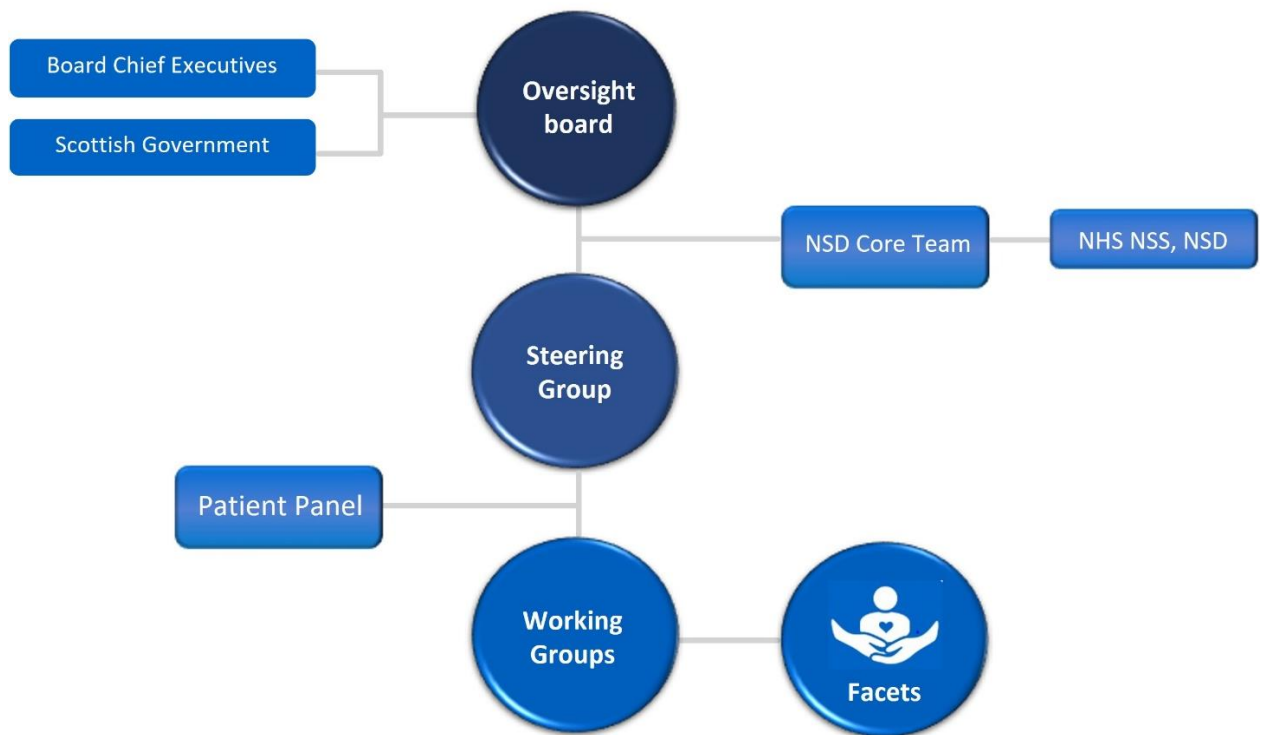 Board Chief Executives
Scottish Government
Oversight
board
NSD Core Team
NHS NSS, NSD
Steering
Group
Patient Panel
Working
Groups
Facets